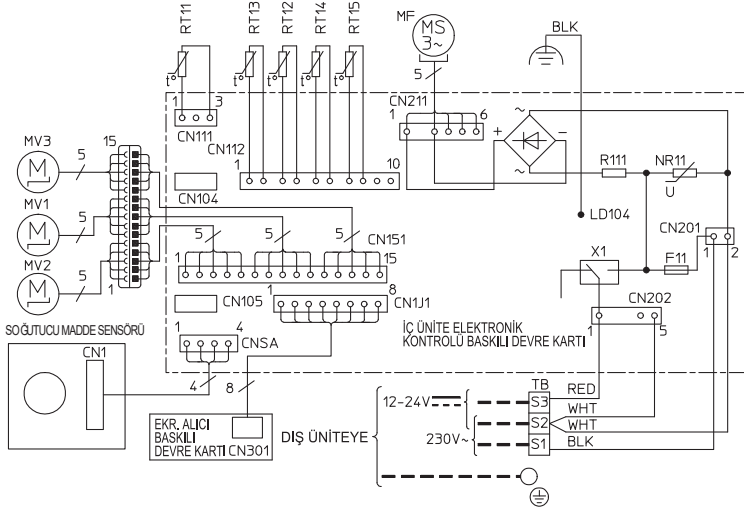 RT11
RT13
RT12
RT14
RT15
MF
MS
3~
BLK
t°
t°
t°
t°
t°
5
1
3
CN111
CN211
1
6
+
~
−
~
MV3
15
5
CN112
1
10
R111
NR11
U
CN104
LD104
MV1
5
5
5
5
CN151
1
15
CN201
1
2
X1
F11
MV2
5
1
CN105
8
1
CN1J1
CN202
1
5
SOĞUTUCU MADDE SENSÖRÜ
1
4
CNSA
İÇ ÜNİTE ELEKTRONİK
KONTROLÜ BASKILI DEVRE KARTI
CN1
4
8
TB
12-24V
S3
RED
WHT
EKR. ALICI
BASKILI
DEVRE KARTI CN301
DIŞ ÜNİTEYE
S2
WHT
230V~
S1
BLK